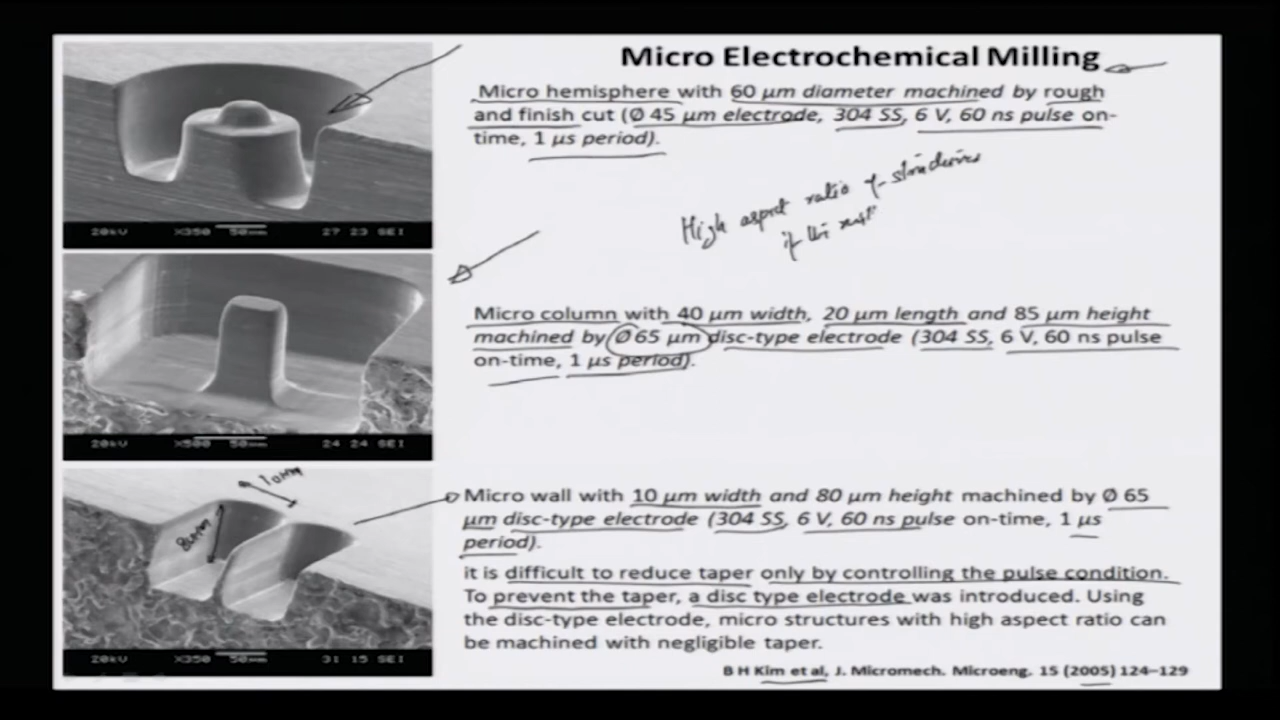 Micro Electrochemical Milling
Micro hemisphere with 60 µm diameter machined by rough
and finish cut (Ø 45 µm electrode, 304 SS, 6 V, 60 ns pulse on-
time, 1 µs period).
High aspect ratio of structures
if the
20kV X350 50µm 27 23 SEI
Micro column with 40 µm width, 20 µm length and 85 µm height
machined by Ø 65 µm disc-type electrode (304 SS, 6 V, 60 ns pulse
on-time, 1 µs period).
20kV X500 50µm 24 24 SEI
10µm
80µm
Micro wall with 10 µm width and 80 µm height machined by Ø 65
µm disc-type electrode (304 SS, 6 V, 60 ns pulse on-time, 1 µs
period).
it is difficult to reduce taper only by controlling the pulse condition.
To prevent the taper, a disc type electrode was introduced. Using
the disc-type electrode, micro structures with high aspect ratio can
be machined with negligible taper.
20kV X350 50µm 31 15 SEI
B H Kim et al, J. Micromech. Microeng. 15 (2005) 124–129